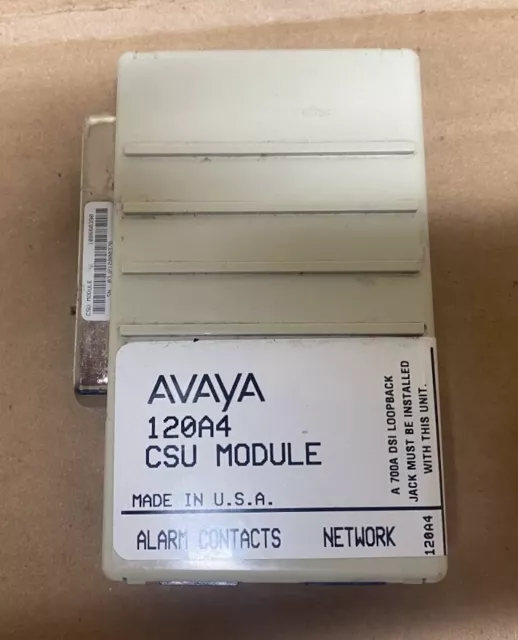 AVAYA
120A4
CSU MODULE
MADE IN U.S.A.
ALARM CONTACTS NETWORK
A 700A DSI LOOPBACK
JACK MUST BE INSTALLED
WITH THIS UNIT.
120A4
CSU MODULE